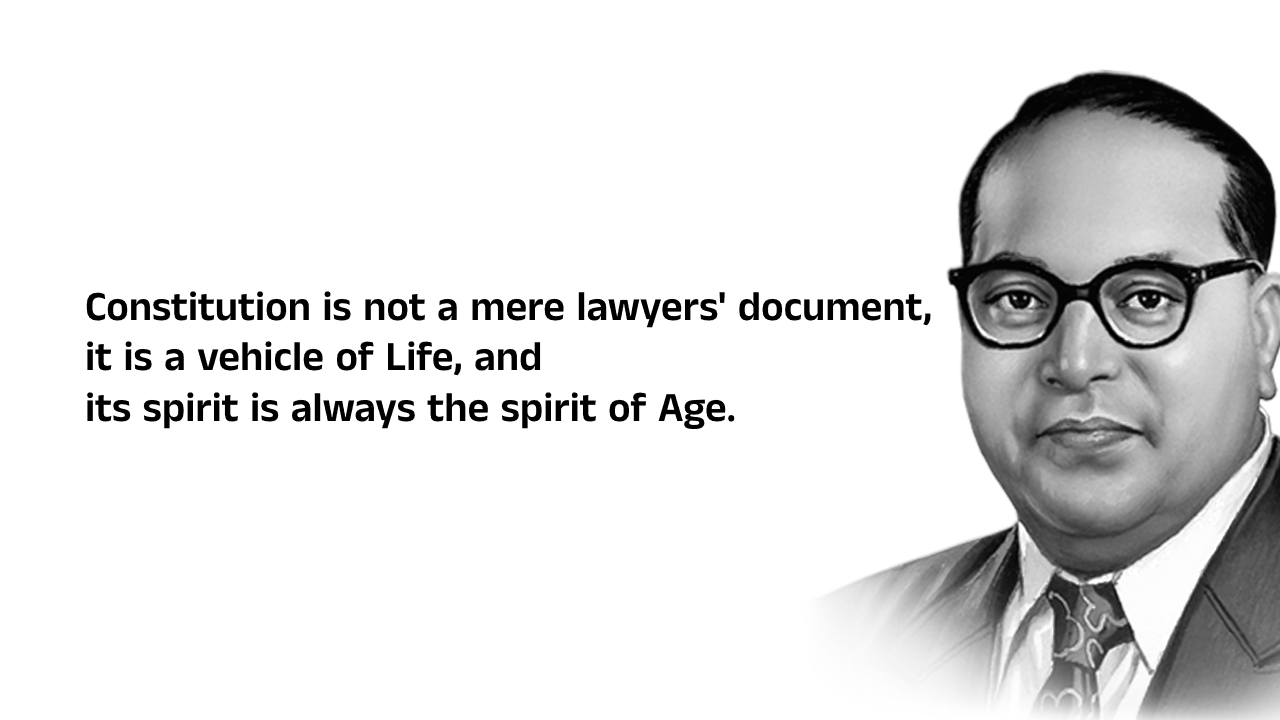 Constitution is not a mere lawyers' document,
it is a vehicle of Life, and
its spirit is always the spirit of Age.